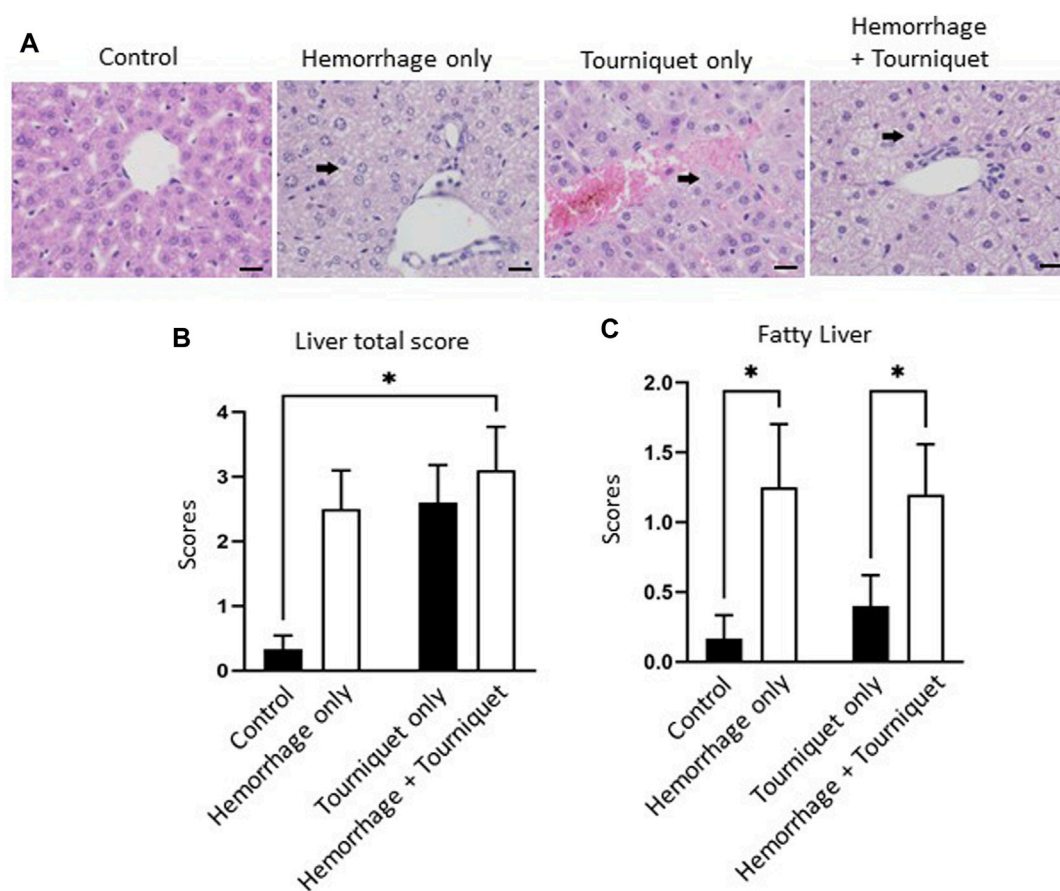 A
Control
Hemorrhage only
Tourniquet only
Hemorrhage
+ Tourniquet
B
Liver total score
*
Scores
4
3
2
1
0
Control
Hemorrhage only
Tourniquet only
Hemorrhage + Tourniquet
C
Fatty Liver
*
*
Scores
2.0
1.5
1.0
0.5
0.0
Control
Hemorrhage only
Tourniquet only
Hemorrhage + Tourniquet